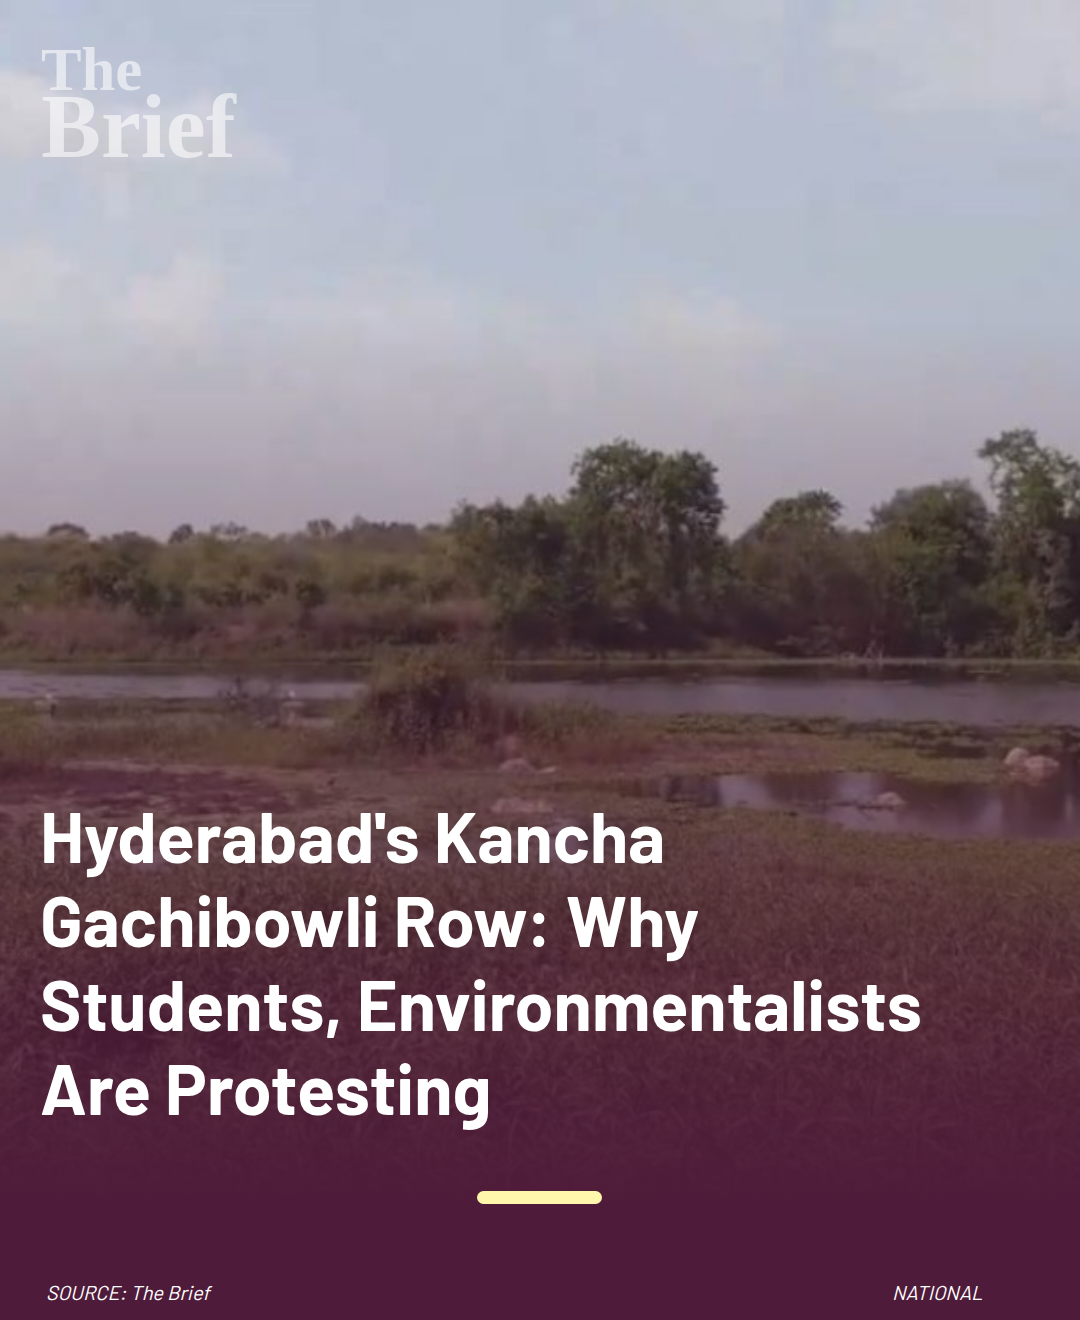 The
Brief
Hyderabad's Kancha
Gachibowli Row: Why
Students, Environmentalists
Are Protesting
SOURCE: The Brief
NATIONAL